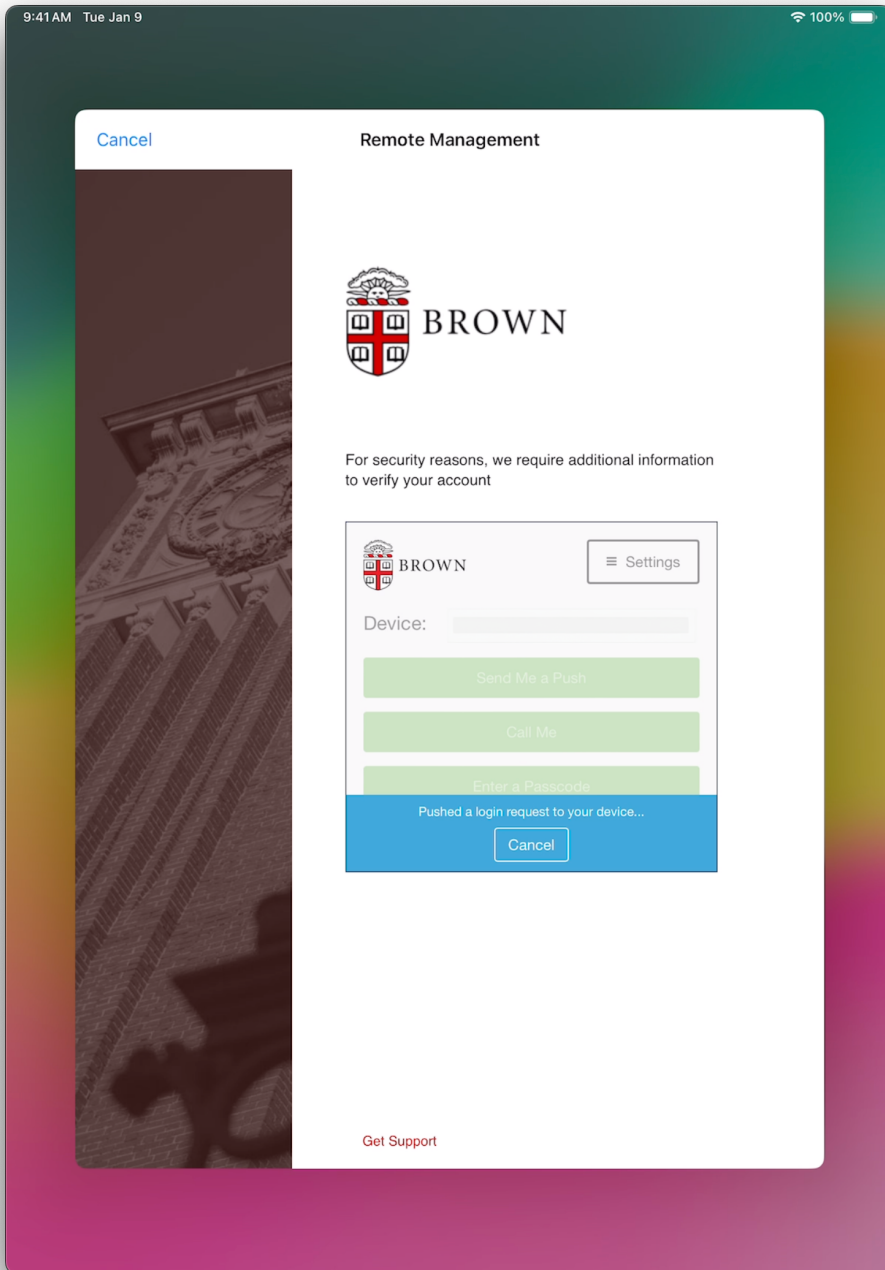 9:41 AM Tue Jan 9
100%
Cancel
Remote Management
BROWN
For security reasons, we require additional information
to verify your account
BROWN
≡ Settings
Device:
Send Me a Push
Call Me
Enter a Passcode
Pushed a login request to your device...
Cancel
Get Support